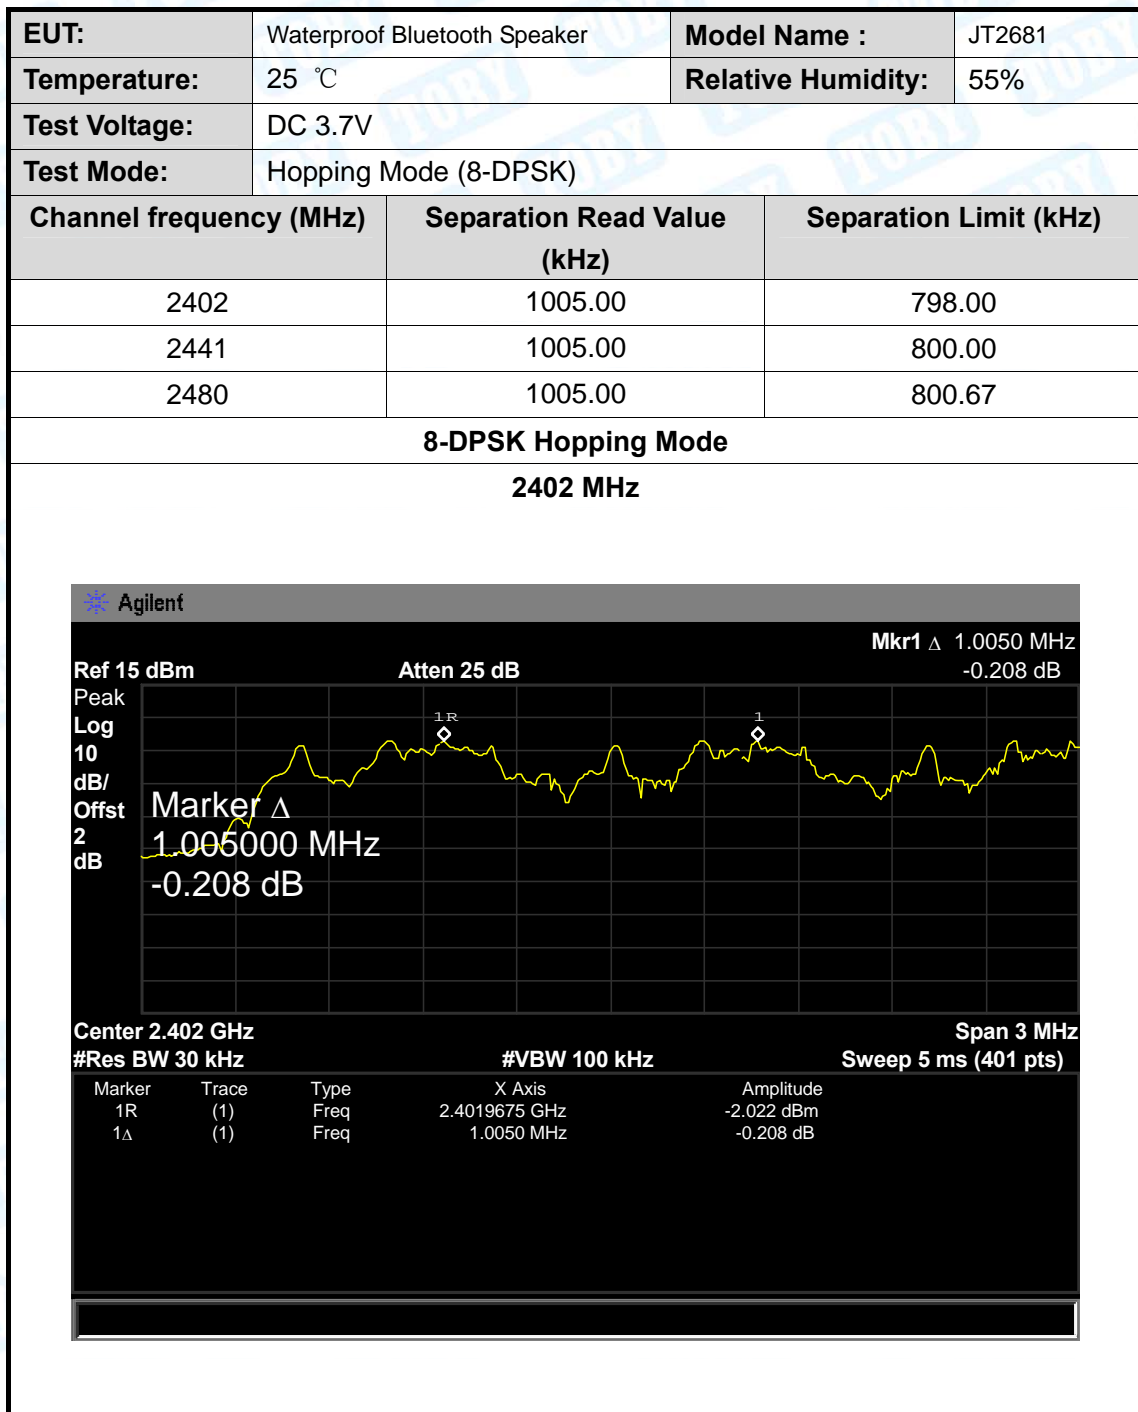 EUT: Waterproof Bluetooth Speaker Model Name : JT2681
Temperature: 25 ℃ Relative Humidity: 55%
Test Voltage: DC 3.7V
Test Mode: Hopping Mode (8-DPSK)
Channel frequency (MHz) Separation Read Value (kHz) Separation Limit (kHz)
2402 1005.00 798.00
2441 1005.00 800.00
2480 1005.00 800.67
8-DPSK Hopping Mode
2402 MHz
Agilent
Mkr1 Δ 1.0050 MHz
Ref 15 dBm Atten 25 dB -0.208 dB
Peak
Log
10
dB/
Offst
2
dB
1R 1
Marker Δ
1.005000 MHz
-0.208 dB
Center 2.402 GHz Span 3 MHz
#Res BW 30 kHz #VBW 100 kHz Sweep 5 ms (401 pts)
Marker Trace Type X Axis Amplitude
1R (1) Freq 2.4019675 GHz -2.022 dBm
1Δ (1) Freq 1.0050 MHz -0.208 dB
TOBY